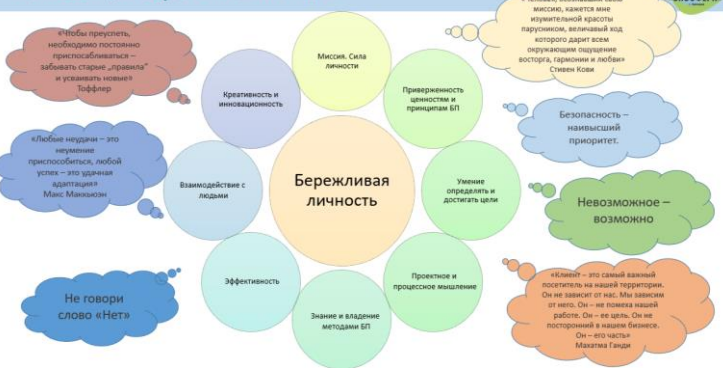 «Чтобы преуспеть,
необходимо постоянно
приспосабливаться –
забывать старые „правила“
и усваивать новые»
Тоффлер
«Любые неудачи – это
неумение
приспособиться, любой
успех – это удачная
адаптация»
Макс Маккьюэн
Не говори
слово «Нет»
Миссия. Сила
личности
Креативность и
инновационность
Приверженность
ценностям и
принципам БП
Взаимодействие с
людьми
Бережливая
личность
Умение
определять и
достигать цели
Эффективность
Проектное и
процессное мышление
Знание и владение
методами БП
миссию, кажется мне
изумительной красоты
парусником, величавый ход
которого дарит всем
окружающим ощущение
восторга, гармонии и любви»
Стивен Кови
Безопасность –
наивысший
приоритет.
Невозможное –
возможно
«Клиент – это самый важный
посетитель на нашей территории.
Он не зависит от нас. Мы зависим
от него. Он – не помеха нашей
работе. Он – ее цель. Он не
посторонний в нашем бизнесе.
Он – его часть»
Махатма Ганди